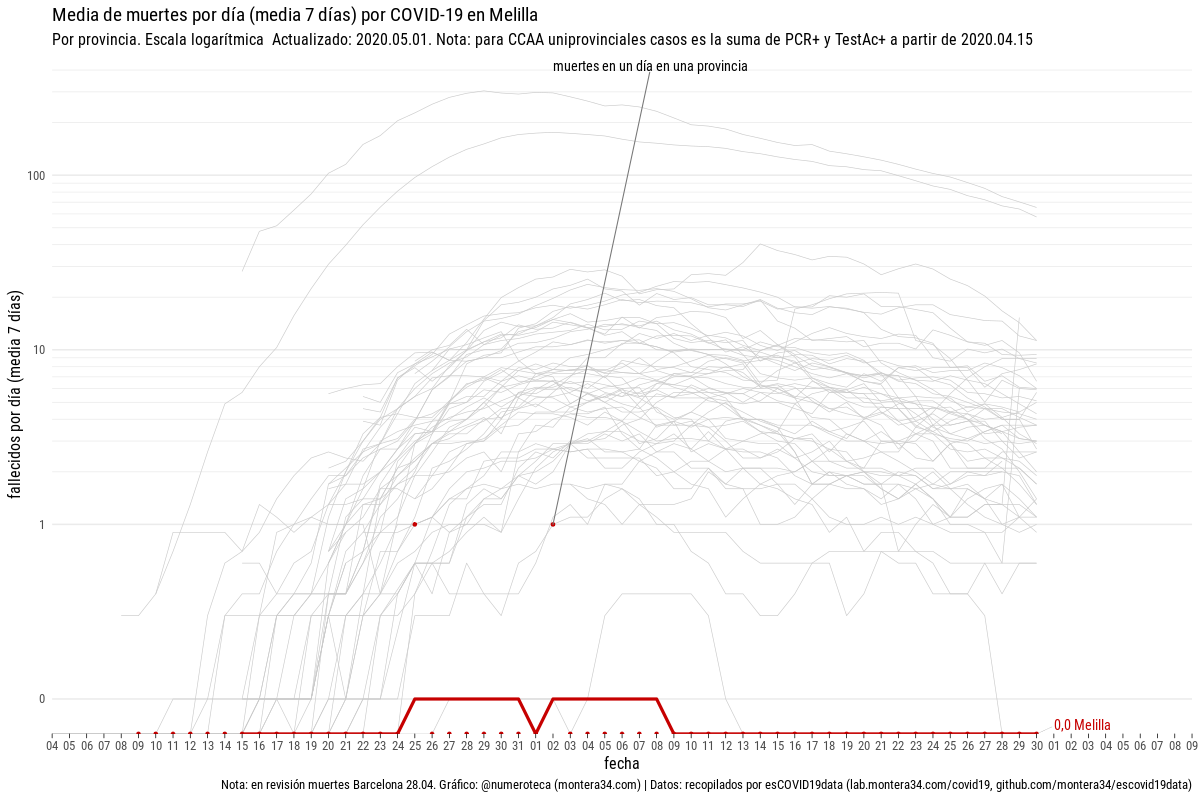 Media de muertes por día (media 7 días) por COVID-19 en Melilla
Por provincia. Escala logarítmica  Actualizado: 2020.05.01. Nota: para CCAA uniprovinciales casos es la suma de PCR+ y TestAc+ a partir de 2020.04.15
muertes en un día en una provincia
100
10
1
0
fallecidos por día (media 7 días)
0,0 Melilla
04 05 06 07 08 09 10 11 12 13 14 15 16 17 18 19 20 21 22 23 24 25 26 27 28 29 30 31 01 02 03 04 05 06 07 08 09 10 11 12 13 14 15 16 17 18 19 20 21 22 23 24 25 26 27 28 29 30 01 02 03 04 05 06 07 08 09
fecha
Nota: en revisión muertes Barcelona 28.04. Gráfico: @numeroteca (montera34.com) | Datos: recopilados por esCOVID19data (lab.montera34.com/covid19, github.com/montera34/escovid19data)